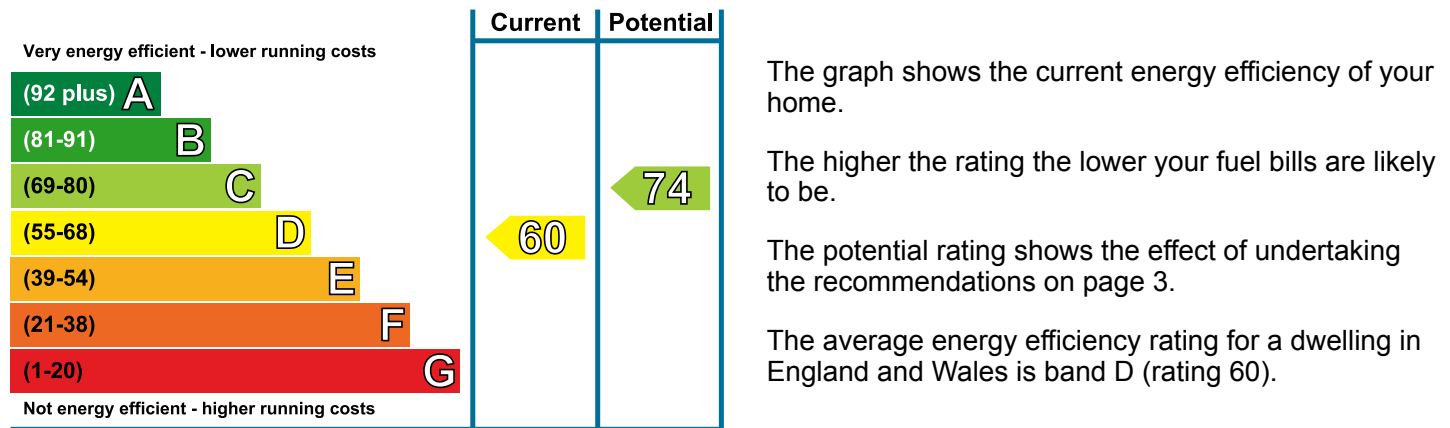 Current Potential
Very energy efficient - lower running costs
(92 plus) A
(81-91) B
(69-80) C
(55-68) D
(39-54) E
(21-38) F
(1-20) G
Not energy efficient - higher running costs
60
74
The graph shows the current energy efficiency of your
home.
The higher the rating the lower your fuel bills are likely
to be.
The potential rating shows the effect of undertaking
the recommendations on page 3.
The average energy efficiency rating for a dwelling in
England and Wales is band D (rating 60).